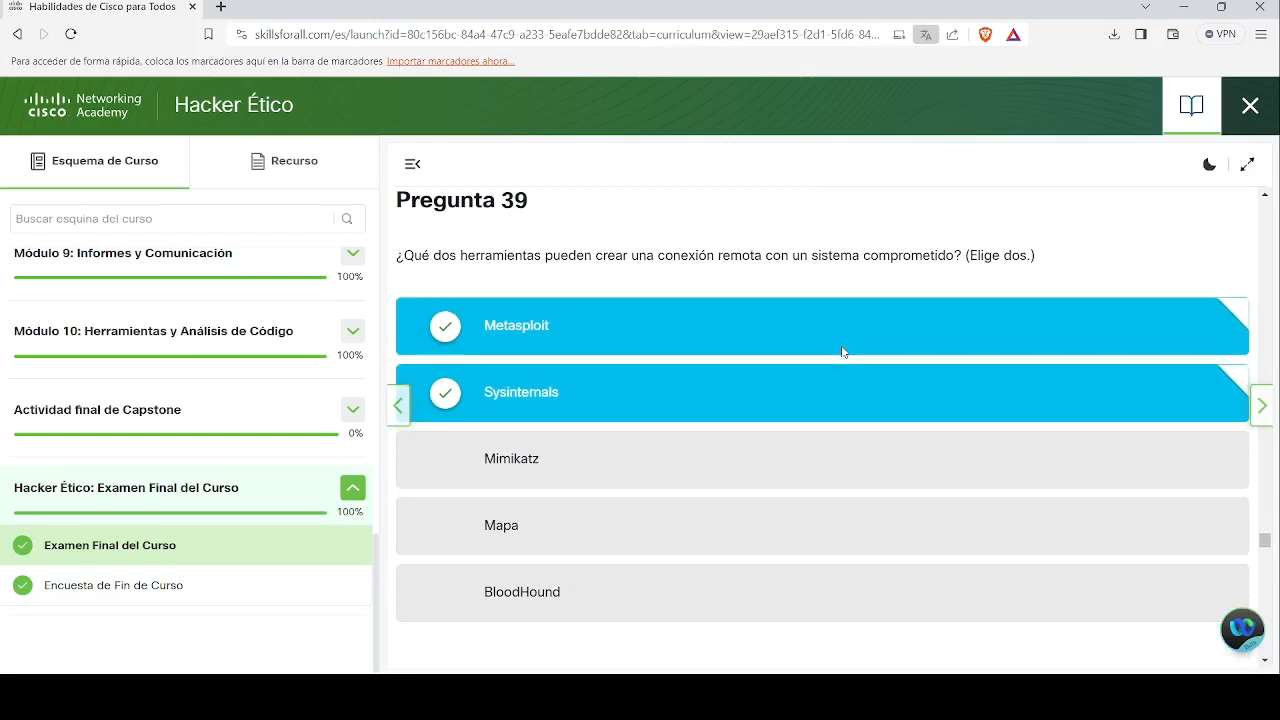 Habilidades de Cisco para Todos
skillsforall.com/es/launch?id=80c156bc-84a4-47c9-a233-5eafe7bdde82&tab=curriculum&view=29aef315-f2d1-5fd6-84...
VPN
Para acceder de forma rápida, coloca los marcadores aquí en la barra de marcadores Importar marcadores ahora...
CISCO Networking Academy
Hacker Ético
Esquema de Curso
Recurso
Buscar esquina del curso
Módulo 9: Informes y Comunicación
100%
Módulo 10: Herramientas y Análisis de Código
100%
Actividad final de Capstone
0%
Hacker Ético: Examen Final del Curso
100%
Examen Final del Curso
Encuesta de Fin de Curso
Pregunta 39
¿Qué dos herramientas pueden crear una conexión remota con un sistema comprometido? (Elige dos.)
Metasploit
Sysinternals
Mimikatz
Mapa
BloodHound